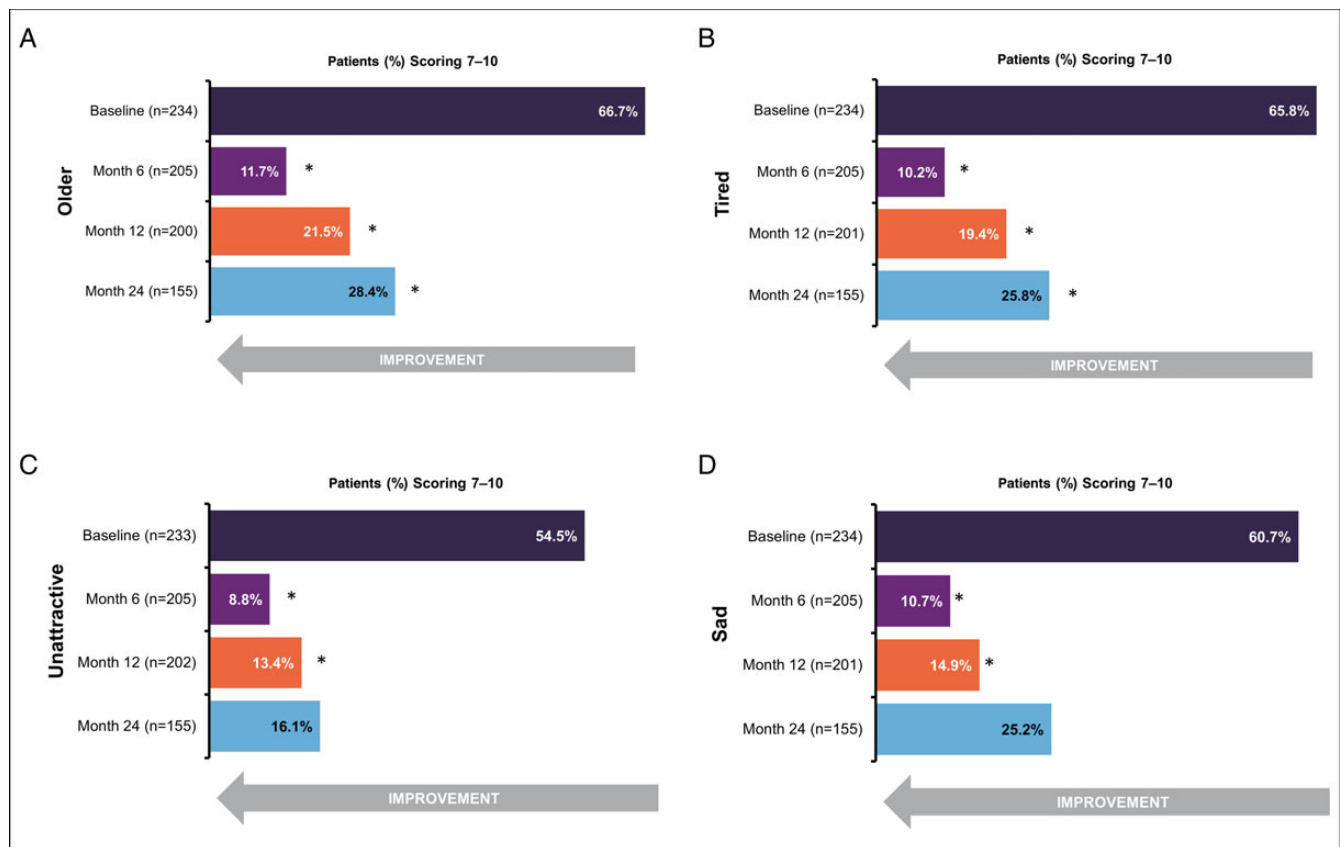 A
Patients (%) Scoring 7–10
Older
Baseline (n=234)
66.7%
Month 6 (n=205)
11.7%
*
Month 12 (n=200)
21.5%
*
Month 24 (n=155)
28.4%
*
IMPROVEMENT
B
Patients (%) Scoring 7–10
Tired
Baseline (n=234)
65.8%
Month 6 (n=205)
10.2%
*
Month 12 (n=201)
19.4%
*
Month 24 (n=155)
25.8%
*
IMPROVEMENT
C
Patients (%) Scoring 7–10
Unattractive
Baseline (n=233)
54.5%
Month 6 (n=205)
8.8%
*
Month 12 (n=202)
13.4%
*
Month 24 (n=155)
16.1%
IMPROVEMENT
D
Patients (%) Scoring 7–10
Sad
Baseline (n=234)
60.7%
Month 6 (n=205)
10.7%
*
Month 12 (n=201)
14.9%
*
Month 24 (n=155)
25.2%
IMPROVEMENT